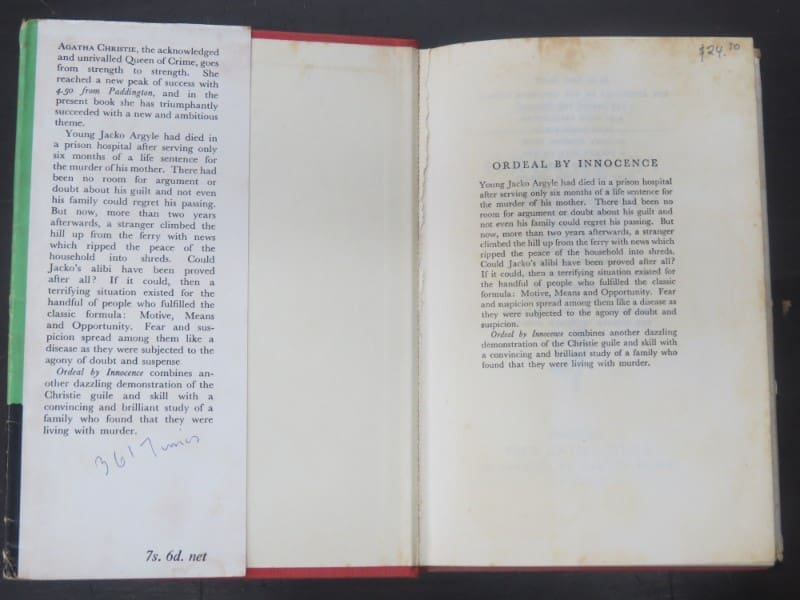 AGATHA CHRISTIE, the acknowledged
and unrivalled Queen of Crime, goes
from strength to strength. She
reached a new peak of success with
4.50 from Paddington, and in the
present book she has triumphantly
succeeded with a new and ambitious
theme.
Young Jacko Argyle had died in
a prison hospital after serving only
six months of a life sentence for
the murder of his mother. There had
been no room for argument or
doubt about his guilt and not even
his family could regret his passing.
But now, more than two years
afterwards, a stranger climbed the
hill up from the ferry with news
which ripped the peace of the
household into shreds. Could
Jacko's alibi have been proved
after all? If it could, then a
terrifying situation existed for the
handful of people who fulfilled the
classic formula: Motive, Means
and Opportunity. Fear and sus-
picion spread among them like a
disease as they were subjected to the
agony of doubt and suspense
Ordeal by Innocence combines an-
other dazzling demonstration of the
Christie guile and skill with a
convincing and brilliant study of a
family who found that they were
living with murder.
7s. 6d. net
$24.
ORDEAL BY INNOCENCE
Young Jacko Argyle had died in a prison hospital
after serving only six months of a life sentence for
the murder of his mother. There had been no
room for argument or doubt about his guilt and
not even his family could regret his passing. But
now, more than two years afterwards, a stranger
climbed the hill up from the ferry with news which
ripped the peace of the household into shreds.
Could Jacko's alibi have been proved after all?
If it could, then a terrifying situation existed for
the handful of people who fulfilled the classic
formula: Motive, Means and Opportunity. Fear
and suspicion spread among them like a disease as
they were subjected to the agony of doubt and
suspicion.
Ordeal by Innocence combines another dazzling
demonstration of the Christie guile and skill with
a convincing and brilliant study of a family who
found that they were living with murder.